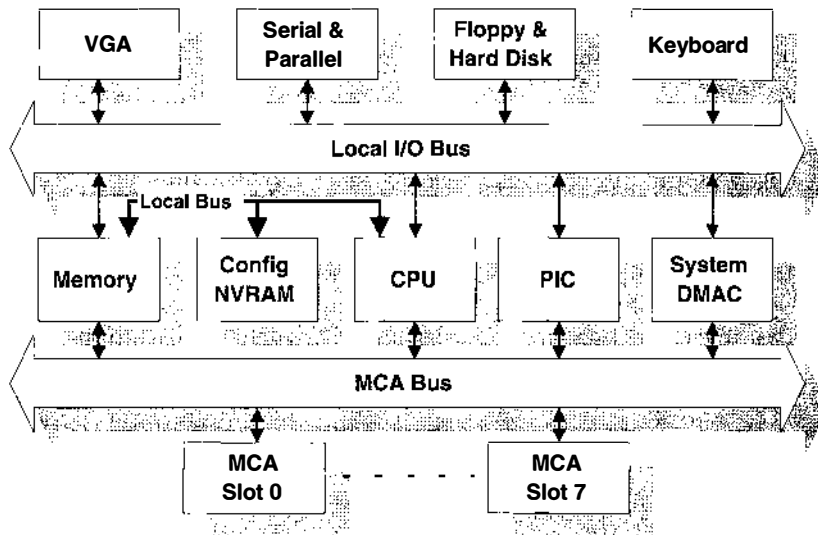 VGA
Serial &
Parallel
Floppy &
Hard Disk
Keyboard
Local I/O Bus
Local Bus
Memory
Config
NVRAM
CPU
PIC
System
DMAC
MCA Bus
MCA
Slot 0
MCA
Slot 7